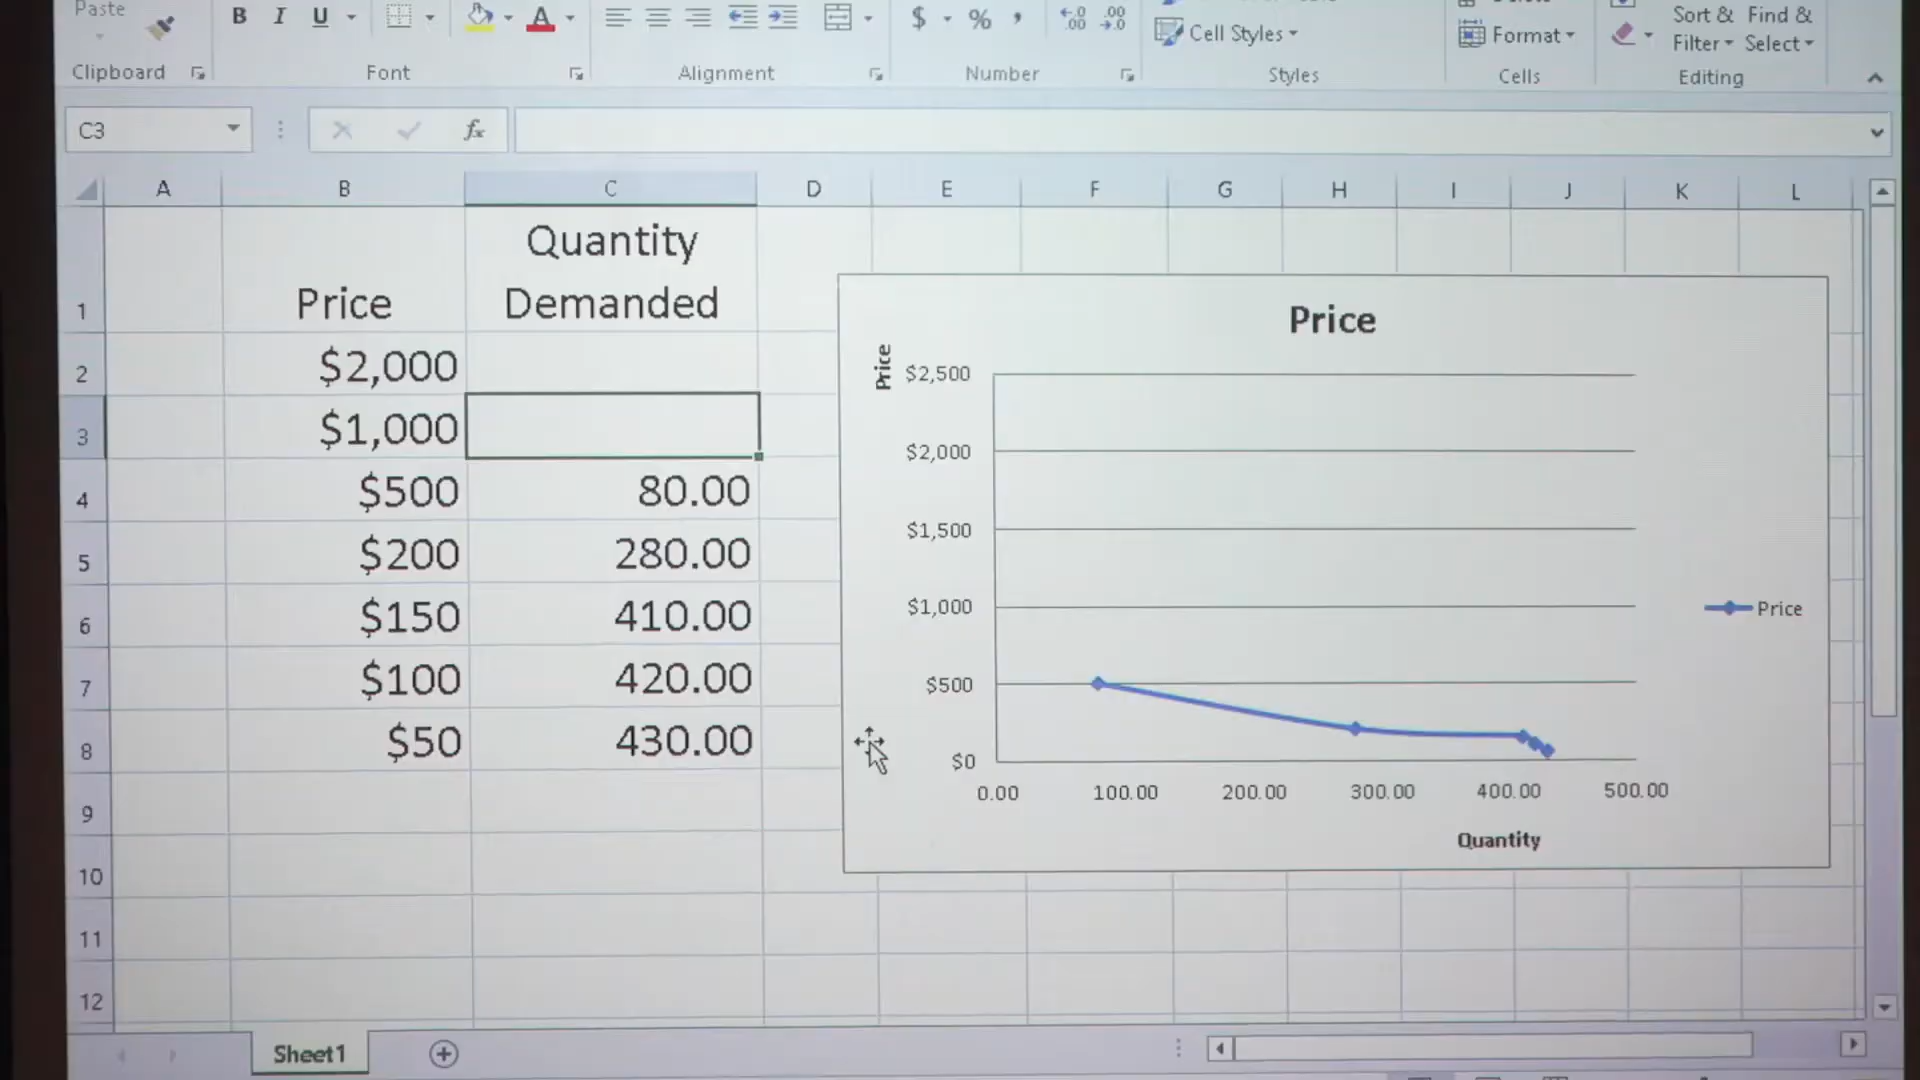 Paste
B I U A $ % , ←.0 .00 .00 →.0 Cell Styles Format Sort & Find &
Filter Select
Clipboard Font Alignment Number Styles Cells Editing
C3 fx
A B C D E F G H I J K L
Quantity
1 Price Demanded
2 $2,000
3 $1,000
4 $500 80.00
5 $200 280.00
6 $150 410.00
7 $100 420.00
8 $50 430.00
9
10
11
12
Price
Price
$2,500
$2,000
$1,500
$1,000
$500
$0
0.00 100.00 200.00 300.00 400.00 500.00
Quantity
Price
Sheet1